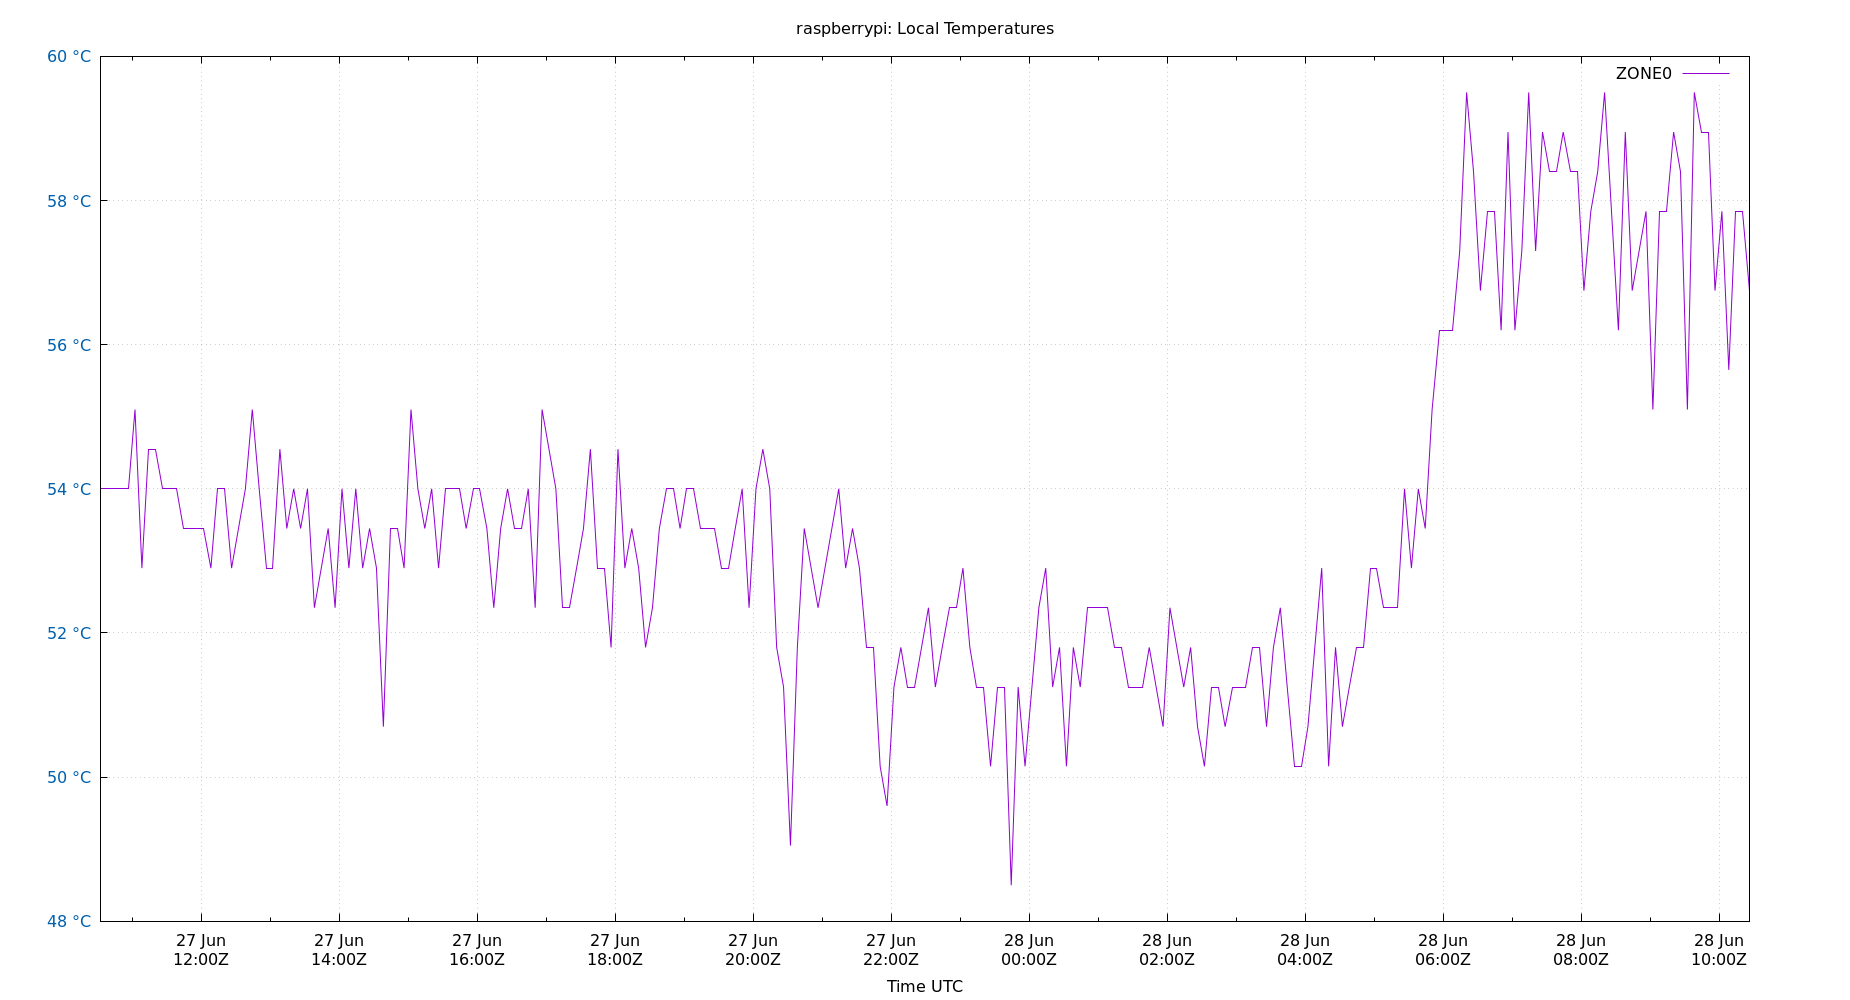 raspberrypi: Local Temperatures
60 °C
ZONE0
58 °C
56 °C
54 °C
52 °C
50 °C
48 °C
27 Jun 27 Jun 27 Jun 27 Jun 27 Jun 27 Jun 28 Jun 28 Jun 28 Jun 28 Jun 28 Jun 28 Jun
12:00Z 14:00Z 16:00Z 18:00Z 20:00Z 22:00Z 00:00Z 02:00Z 04:00Z 06:00Z 08:00Z 10:00Z
Time UTC